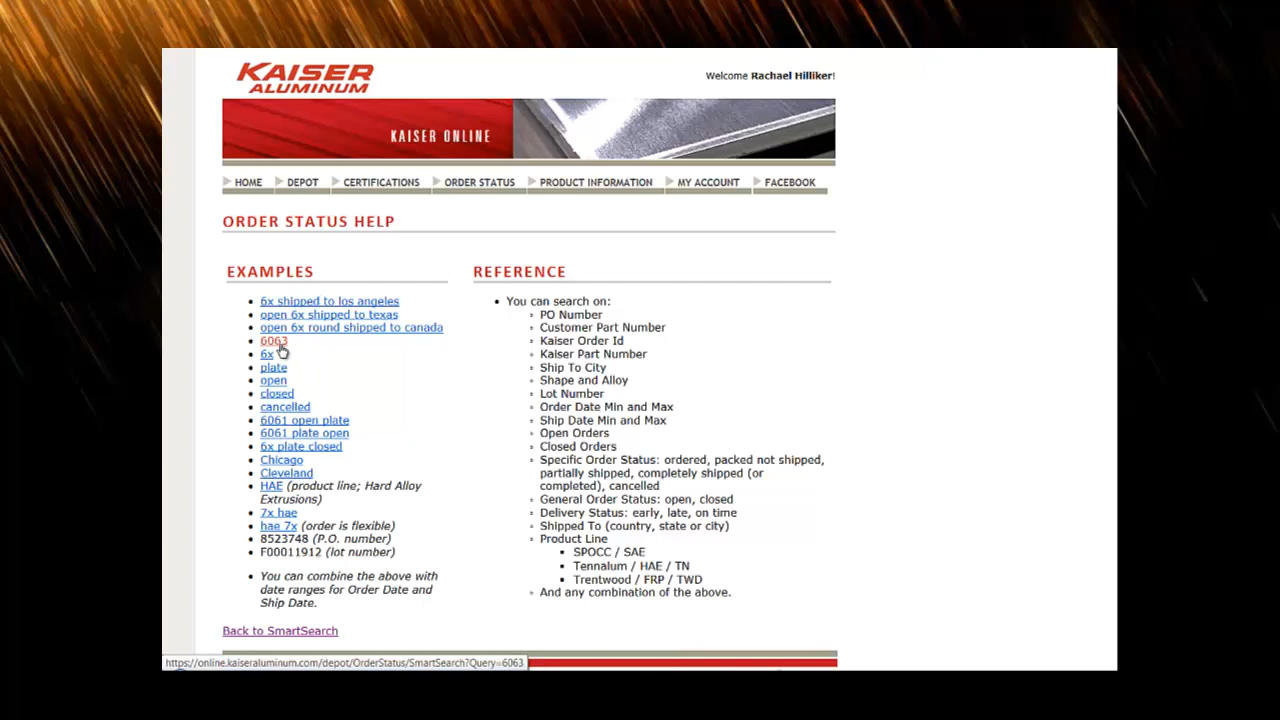 KAISER
ALUMINUM
Welcome Rachael Hilliker!
KAISER ONLINE
HOME DEPOT CERTIFICATIONS ORDER STATUS PRODUCT INFORMATION MY ACCOUNT FACEBOOK
ORDER STATUS HELP
EXAMPLES
• 6x shipped to los angeles
• open 6x shipped to texas
• open 6x round shipped to canada
• 6063
• 6x
• plate
• open
• closed
• cancelled
• 6061 open plate
• 6061 plate open
• 6x plate closed
• Chicago
• Cleveland
• HAE (product line; Hard Alloy
Extrusions)
• 7x hae
• hae 7x (order is flexible)
• 8523748 (P.O. number)
• F00011912 (lot number)
• You can combine the above with
date ranges for Order Date and
Ship Date.
Back to SmartSearch
REFERENCE
• You can search on:
◦ PO Number
◦ Customer Part Number
◦ Kaiser Order Id
◦ Kaiser Part Number
◦ Ship To City
◦ Shape and Alloy
◦ Lot Number
◦ Order Date Min and Max
◦ Ship Date Min and Max
◦ Open Orders
◦ Closed Orders
◦ Specific Order Status: ordered, packed not shipped,
partially shipped, completely shipped (or
completed), cancelled
◦ General Order Status: open, closed
◦ Delivery Status: early, late, on time
◦ Shipped To (country, state or city)
◦ Product Line
▪ SPOCC / SAE
▪ Tennalum / HAE / TN
▪ Trentwood / FRP / TWD
◦ And any combination of the above.
https://online.kaiseraluminum.com/depot/OrderStatus/SmartSearch?Query=6063